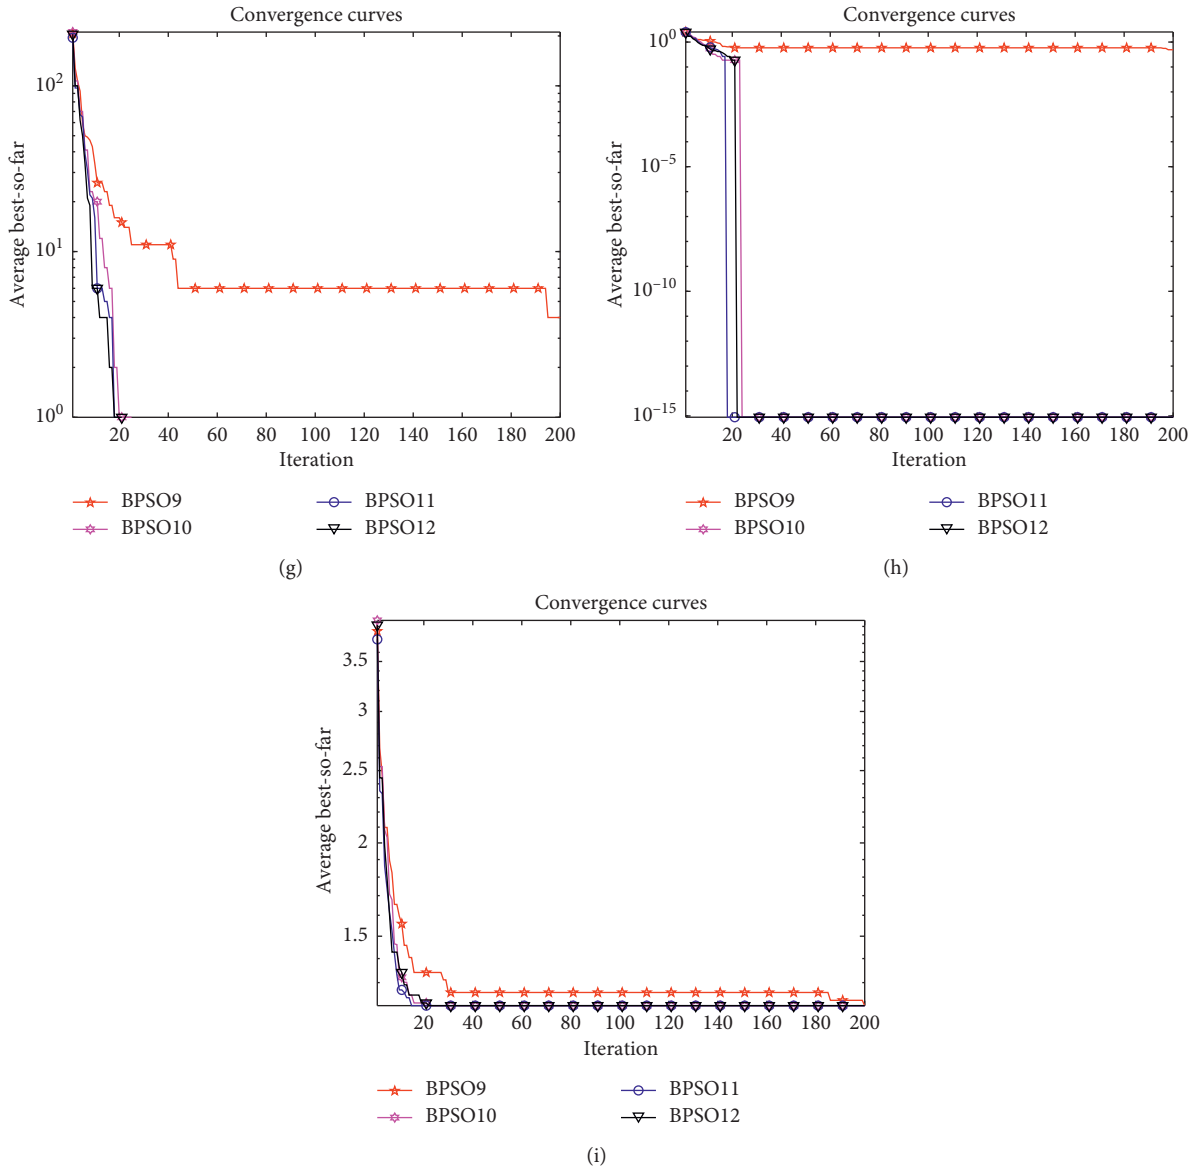 Convergence curves
Average best-so-far
10^2
10^1
10^0
20 40 60 80 100 120 140 160 180 200
Iteration
BPSO9
BPSO10
BPSO11
BPSO12
(g)
Convergence curves
Average best-so-far
10^0
10^−5
10^−10
10^−15
20 40 60 80 100 120 140 160 180 200
Iteration
BPSO9
BPSO10
BPSO11
BPSO12
(h)
Convergence curves
Average best-so-far
3.5
3
2.5
2
1.5
20 40 60 80 100 120 140 160 180 200
Iteration
BPSO9
BPSO10
BPSO11
BPSO12
(i)